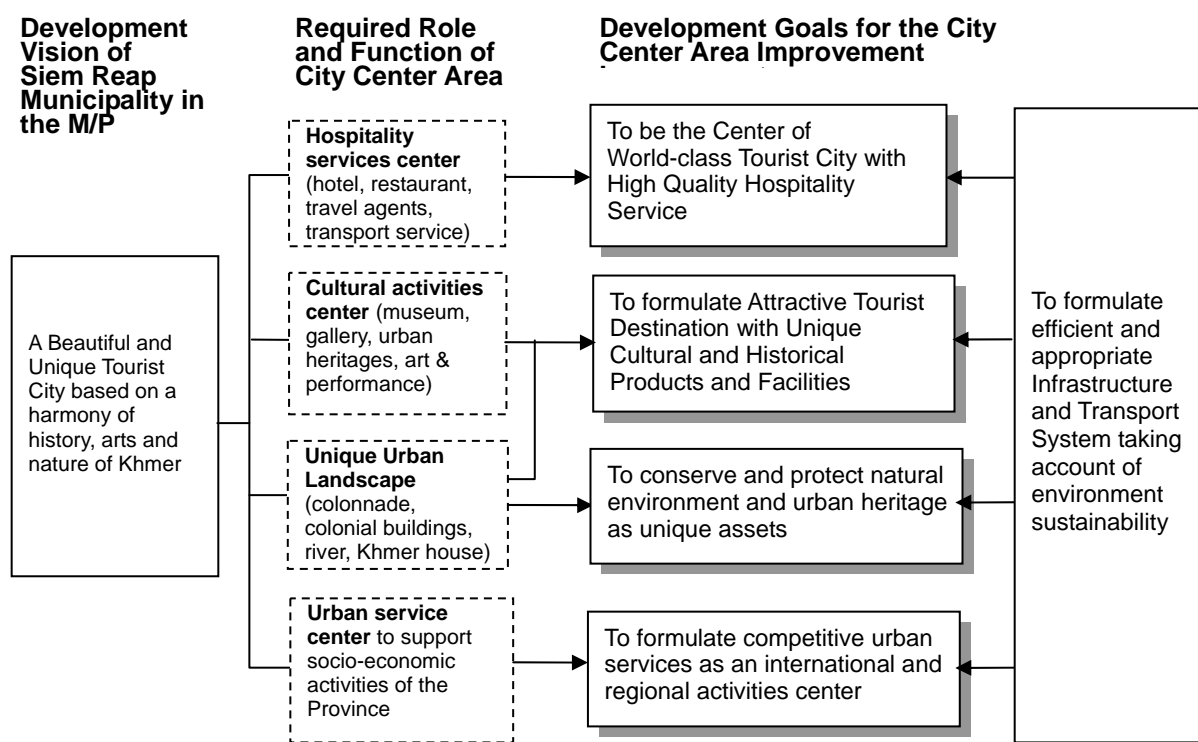 Development
Vision of
Siem Reap
Municipality in
the M/P
Required Role
and Function of
City Center Area
Development Goals for the City
Center Area Improvement
A Beautiful and
Unique Tourist
City based on a
harmony of
history, arts and
nature of Khmer
Hospitality
services center
(hotel, restaurant,
travel agents,
transport service)
Cultural activities
center (museum,
gallery, urban
heritages, art &
performance)
Unique Urban
Landscape
(colonnade,
colonial buildings,
river, Khmer house)
Urban service
center to support
socio-economic
activities of the
Province
To be the Center of
World-class Tourist City with
High Quality Hospitality
Service
To formulate Attractive Tourist
Destination with Unique
Cultural and Historical
Products and Facilities
To conserve and protect natural
environment and urban heritage
as unique assets
To formulate competitive urban
services as an international and
regional activities center
To formulate
efficient and
appropriate
Infrastructure
and Transport
System taking
account of
environment
sustainability